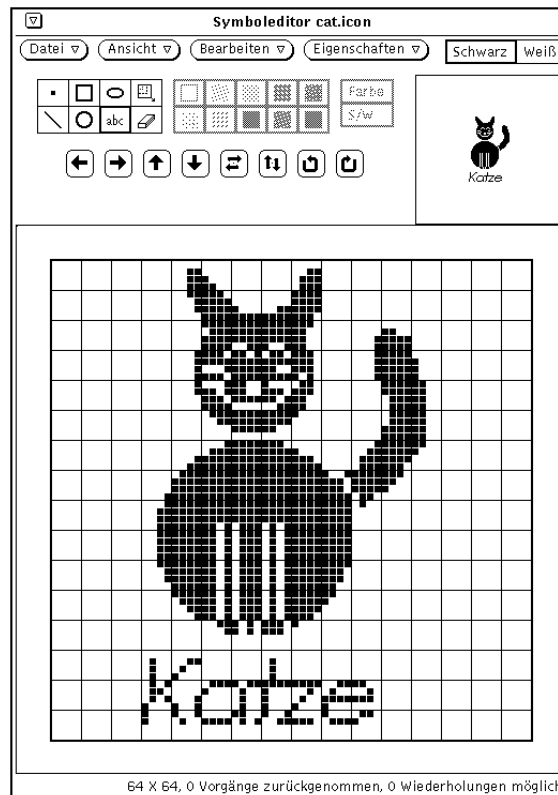 Symboleditor cat.icon
Datei Ansicht Bearbeiten Eigenschaften Schwarz Weiß
Farbe
abc S/W
Katze
Katze
64 X 64, 0 Vorgänge zurückgenommen, 0 Wiederholungen möglich